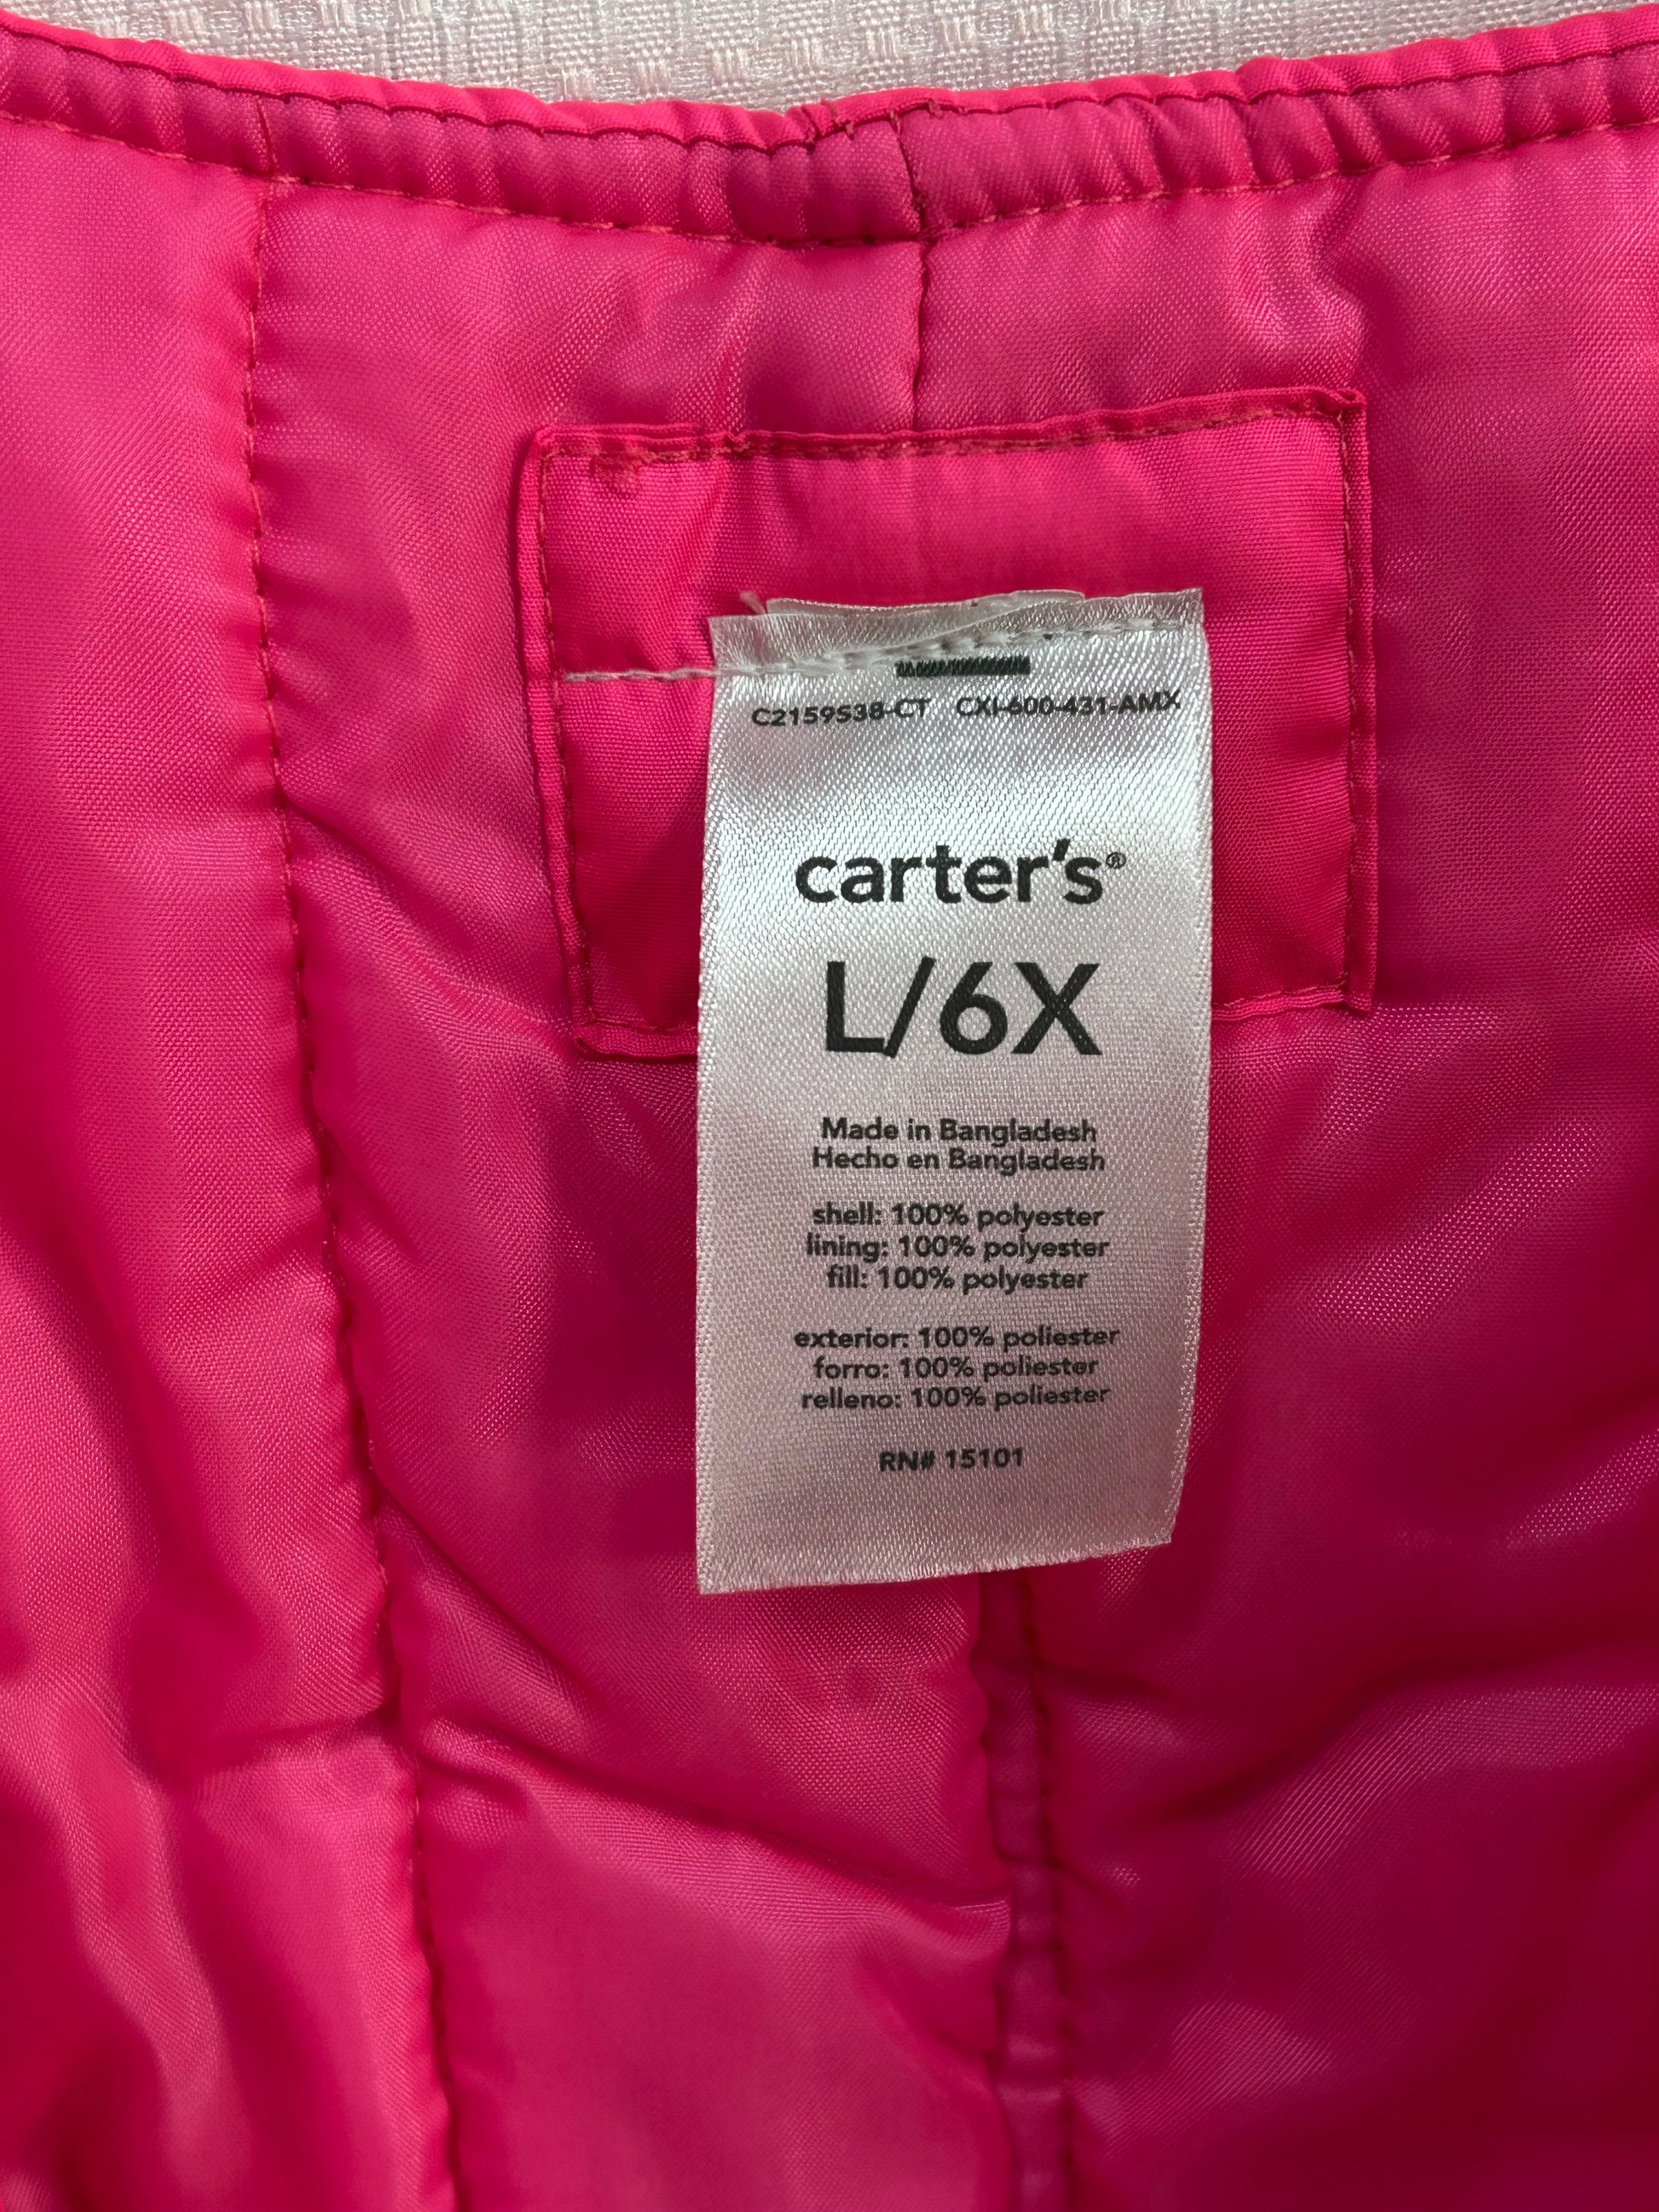 C2159S38-CT CXI-600-431-AMX
carter's®
L/6X
Made in Bangladesh
Hecho en Bangladesh
shell: 100% polyester
lining: 100% polyester
fill: 100% polyester
exterior: 100% poliester
forro: 100% poliester
relleno: 100% poliester
RN# 15101